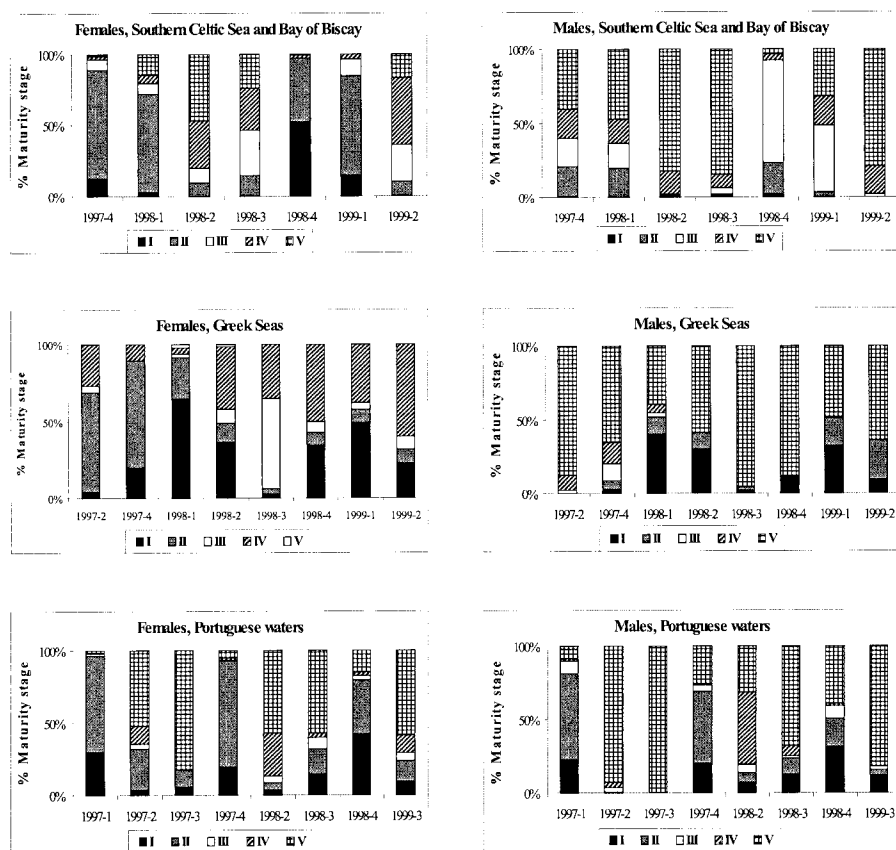 Females, Southern Celtic Sea and Bay of Biscay
% Maturity stage
100%
50%
0%
1997-4 1998-1 1998-2 1998-3 1998-4 1999-1 1999-2
I II III IV V
Males, Southern Celtic Sea and Bay of Biscay
% Maturity stage
100%
50%
0%
1997-4 1998-1 1998-2 1998-3 1998-4 1999-1 1999-2
I II III IV V
Females, Greek Seas
% Maturity stage
100%
50%
0%
1997-2 1997-4 1998-1 1998-2 1998-3 1998-4 1999-1 1999-2
I II III IV V
Males, Greek Seas
% Maturity stage
100%
50%
0%
1997-2 1997-4 1998-1 1998-2 1998-3 1998-4 1999-1 1999-2
I II III IV V
Females, Portuguese waters
% Maturity stage
100%
50%
0%
1997-1 1997-2 1997-3 1997-4 1998-2 1998-3 1998-4 1999-3
I II III IV V
Males, Portuguese waters
% Maturity stage
100%
50%
0%
1997-1 1997-2 1997-3 1997-4 1998-2 1998-3 1998-4 1999-3
I II III IV V